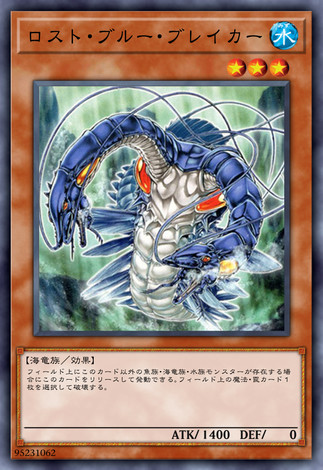 ロスト・ブルー・ブレイカー
水
【海竜族／効果】
フィールド上にこのカード以外の魚族・海竜族・水族モンスターが存在する場
合にこのカードをリリースして発動できる。フィールド上の魔法・罠カード１
枚を選択して破壊する。
ATK/ 1400 DEF/ 0
95231062